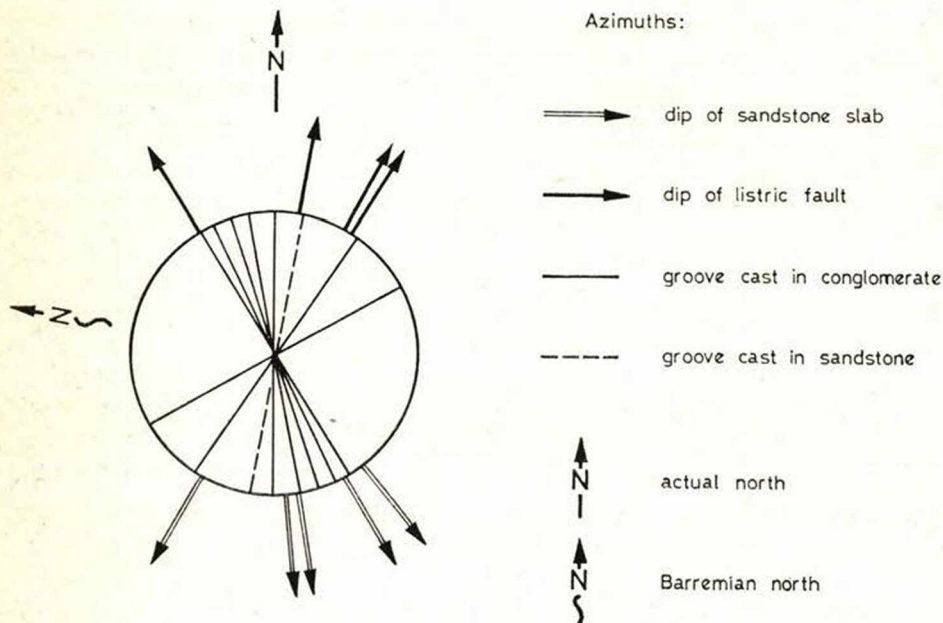 N
N
Azimuths:
dip of sandstone slab
dip of listric fault
groove cast in conglomerate
groove cast in sandstone
N
actual north
N
Barremian north